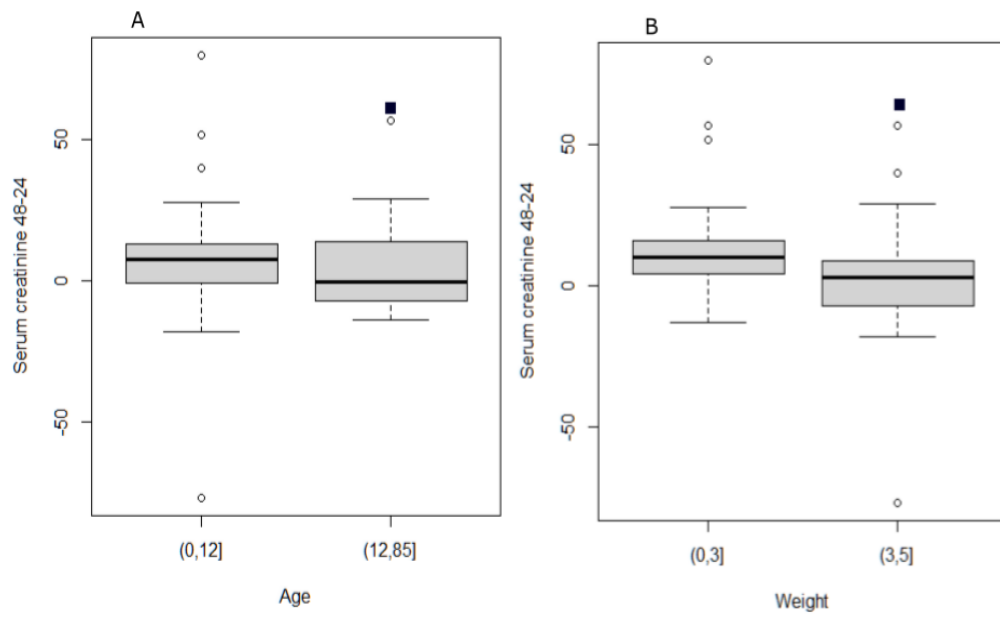 A
Serum creatinine 48-24
50
0
-50
(0,12]
(12,85]
Age
B
Serum creatinine 48-24
50
0
-50
(0,3]
(3,5]
Weight